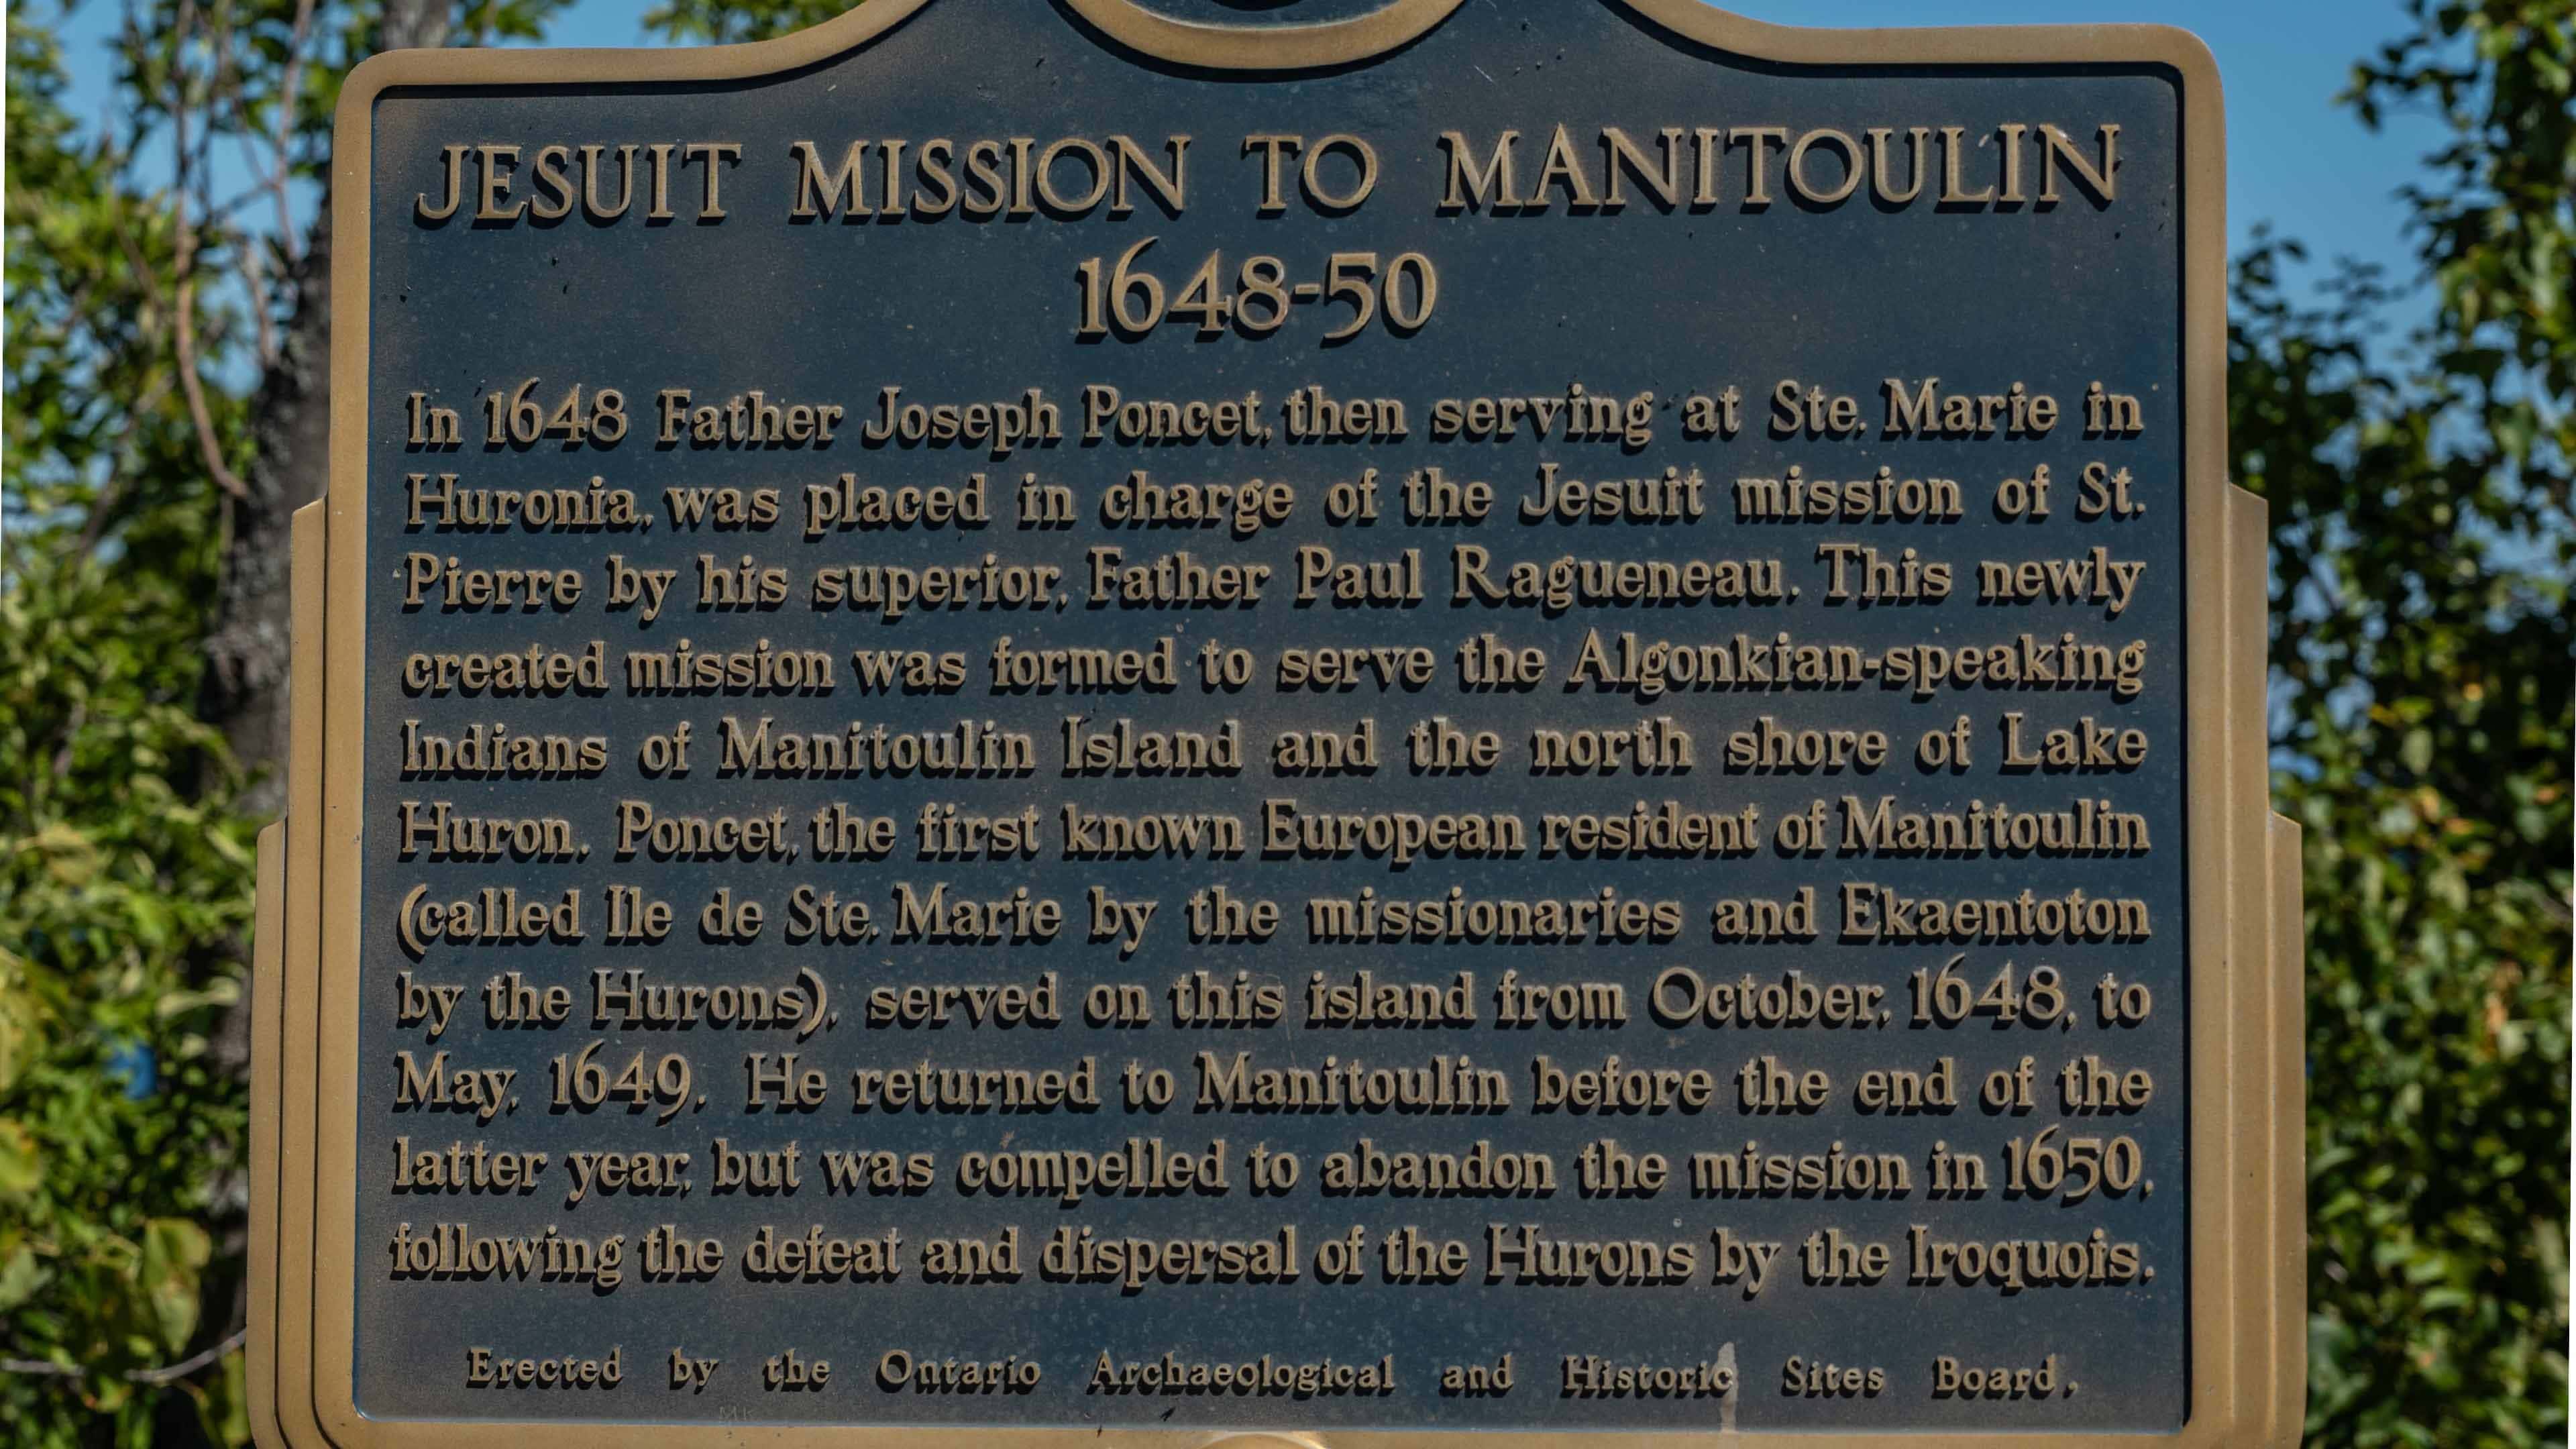 JESUIT MISSION TO MANITOULIN
1648-50
In 1648 Father Joseph Poncet, then serving at Ste. Marie in
Huronia, was placed in charge of the Jesuit mission of St.
Pierre by his superior, Father Paul Ragueneau. This newly
created mission was formed to serve the Algonkian-speaking
Indians of Manitoulin Island and the north shore of Lake
Huron. Poncet, the first known European resident of Manitoulin
(called Ile de Ste. Marie by the missionaries and Ekaentoton
by the Hurons), served on this island from October, 1648, to
May, 1649. He returned to Manitoulin before the end of the
latter year, but was compelled to abandon the mission in 1650,
following the defeat and dispersal of the Hurons by the Iroquois.
Erected by the Ontario Archaeological and Historic Sites Board.